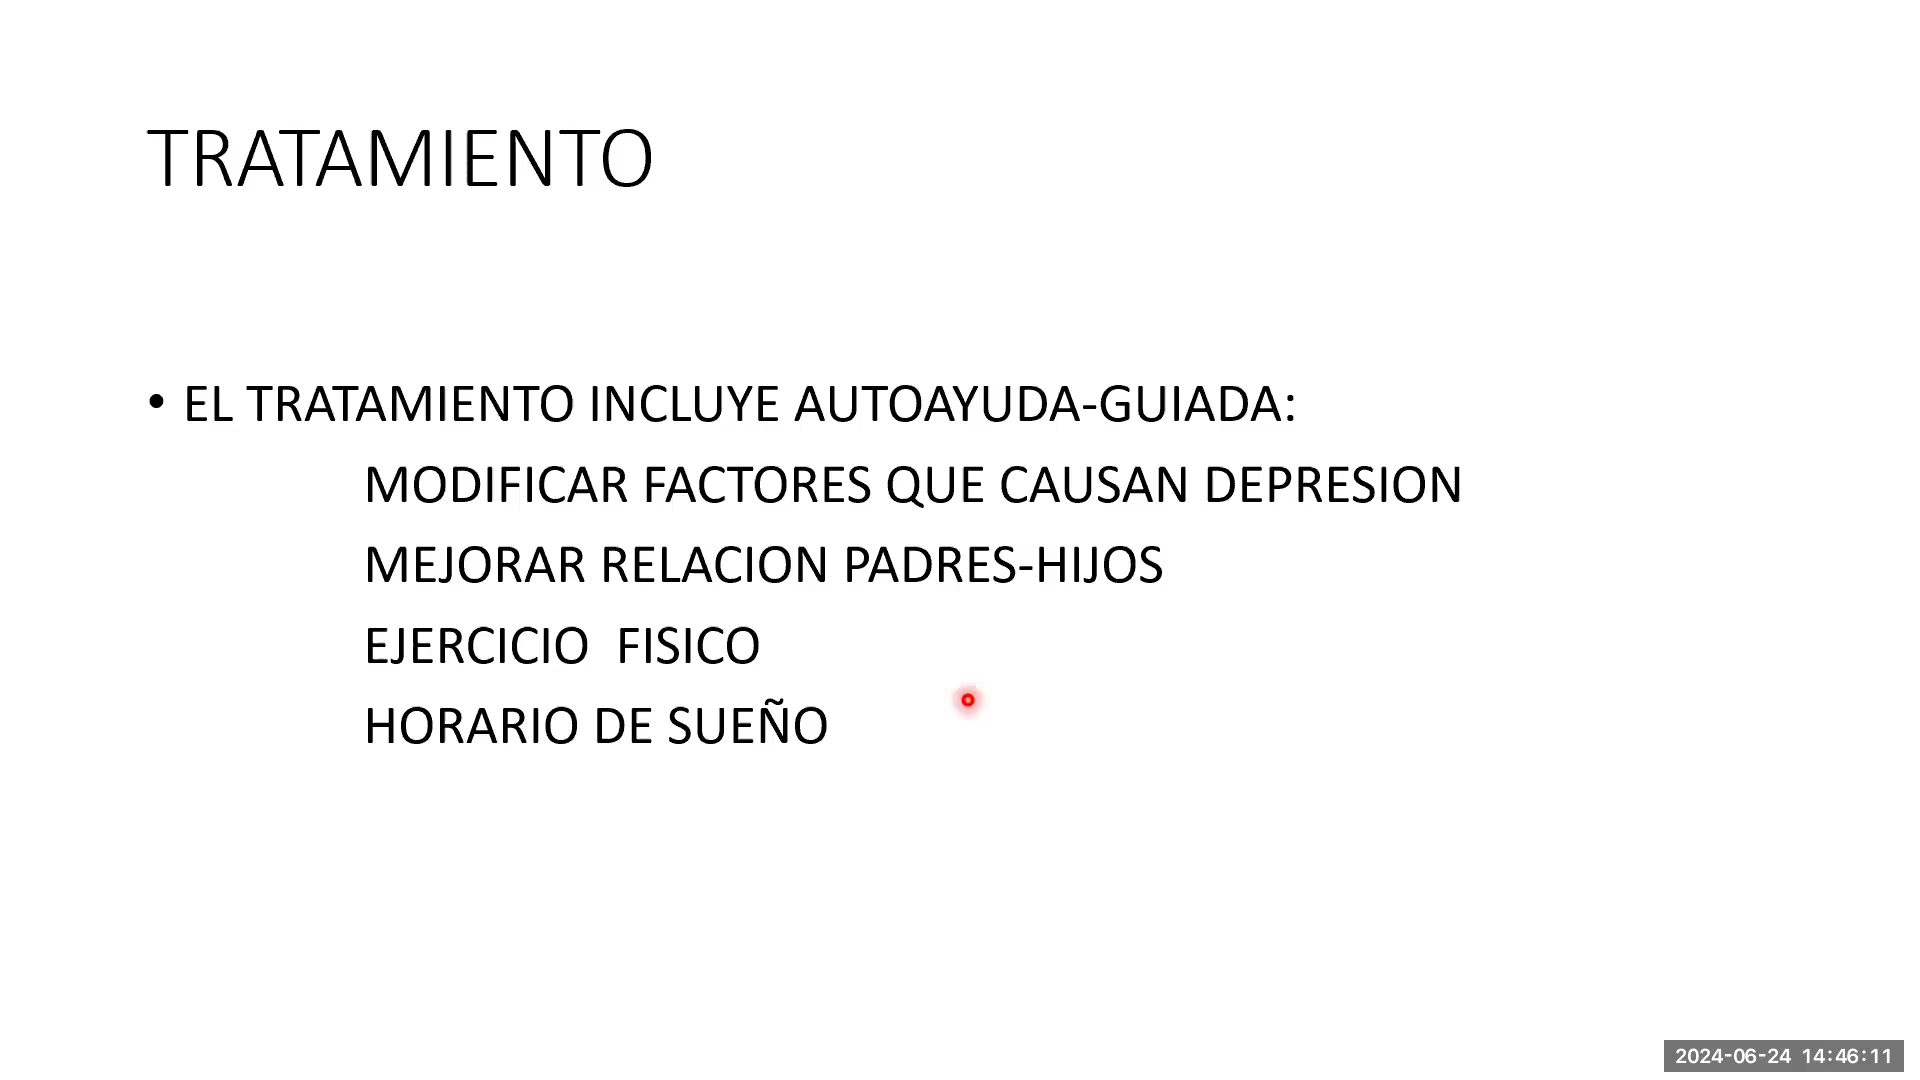 TRATAMIENTO
• EL TRATAMIENTO INCLUYE AUTOAYUDA-GUIADA:
MODIFICAR FACTORES QUE CAUSAN DEPRESION
MEJORAR RELACION PADRES-HIJOS
EJERCICIO  FISICO
HORARIO DE SUEÑO
2024-06-24 14:46:11